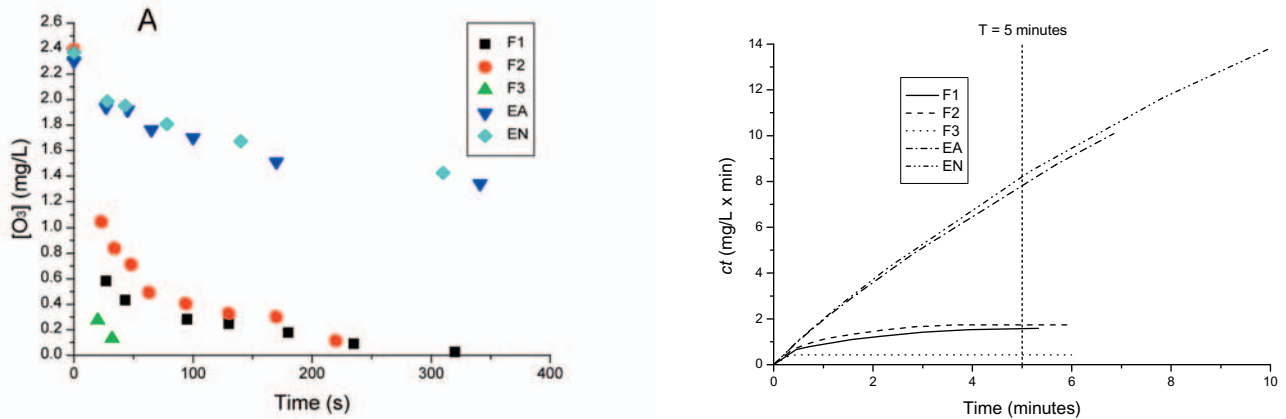 A
2.6
2.4
2.2
2.0
1.8
1.6
1.4
1.2
1.0
0.8
0.6
0.4
0.2
0.0
[O3] (mg/L)
0
100
200
300
400
Time (s)
F1
F2
F3
EA
EN
T = 5 minutes
14
12
10
8
6
4
2
0
ct (mg/L x min)
0
2
4
6
8
10
Time (minutes)
F1
F2
F3
EA
EN